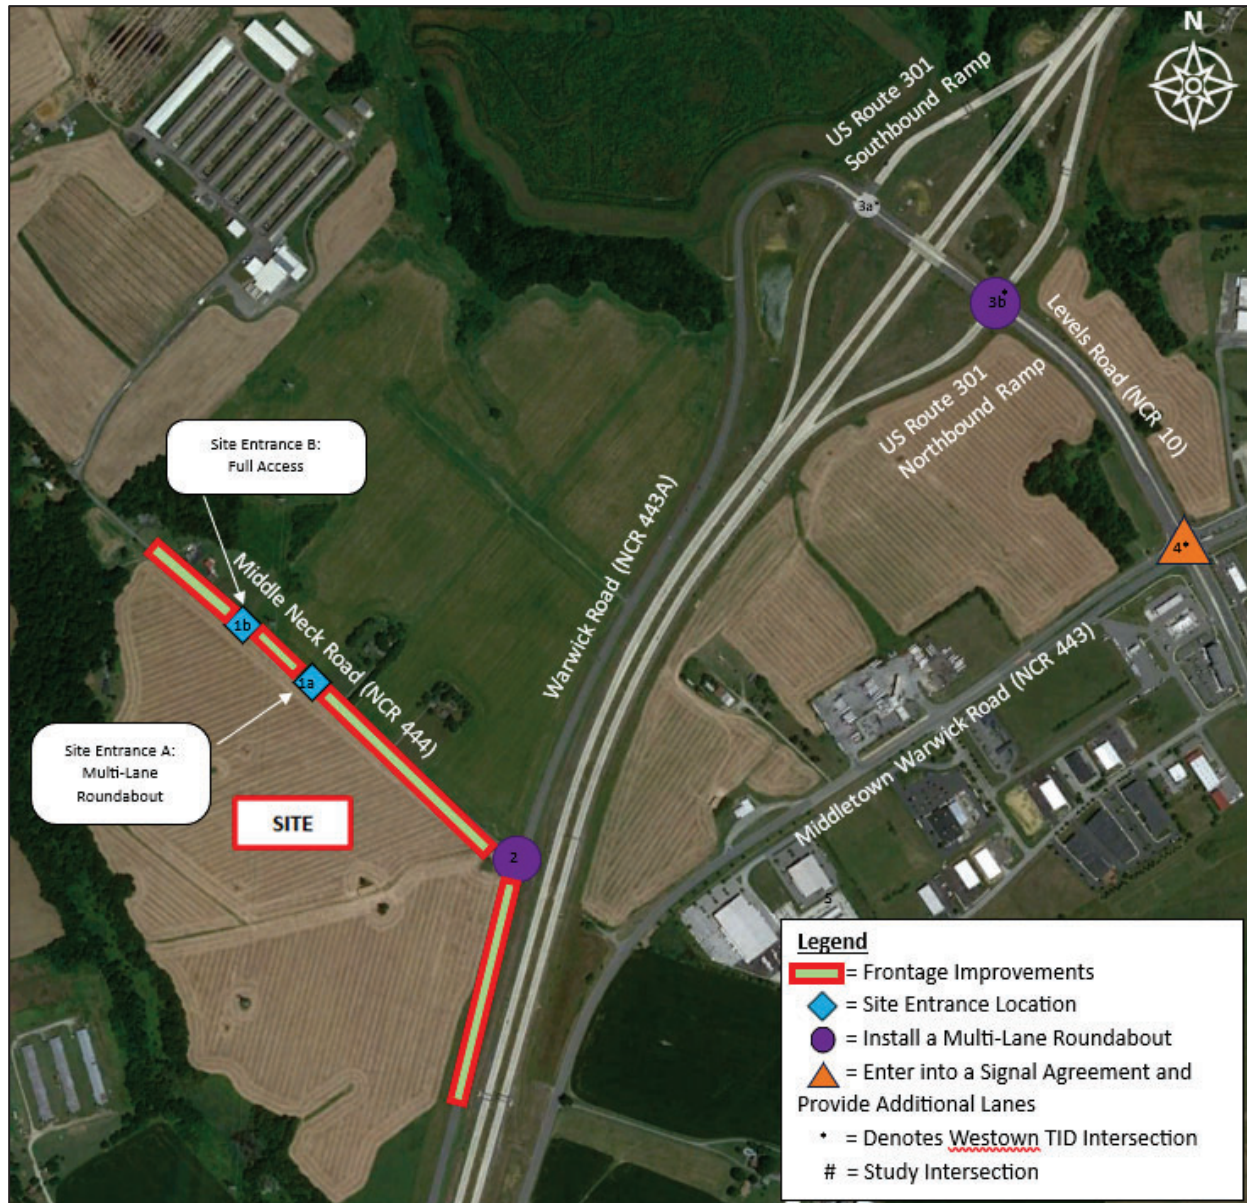 N
US Route 301
Southbound Ramp
3a
3b
Levels Road (NCR 10)
US Route 301
Northbound Ramp
4
Site Entrance B:
Full Access
Middle Neck Road (NCR 444)
Warwick Road (NCR 443A)
1b
1a
Site Entrance A:
Multi-Lane
Roundabout
SITE
2
Middletown Warwick Road (NCR 443)
5
Legend
= Frontage Improvements
= Site Entrance Location
= Install a Multi-Lane Roundabout
= Enter into a Signal Agreement and
Provide Additional Lanes
= Denotes Westown TID Intersection
# = Study Intersection